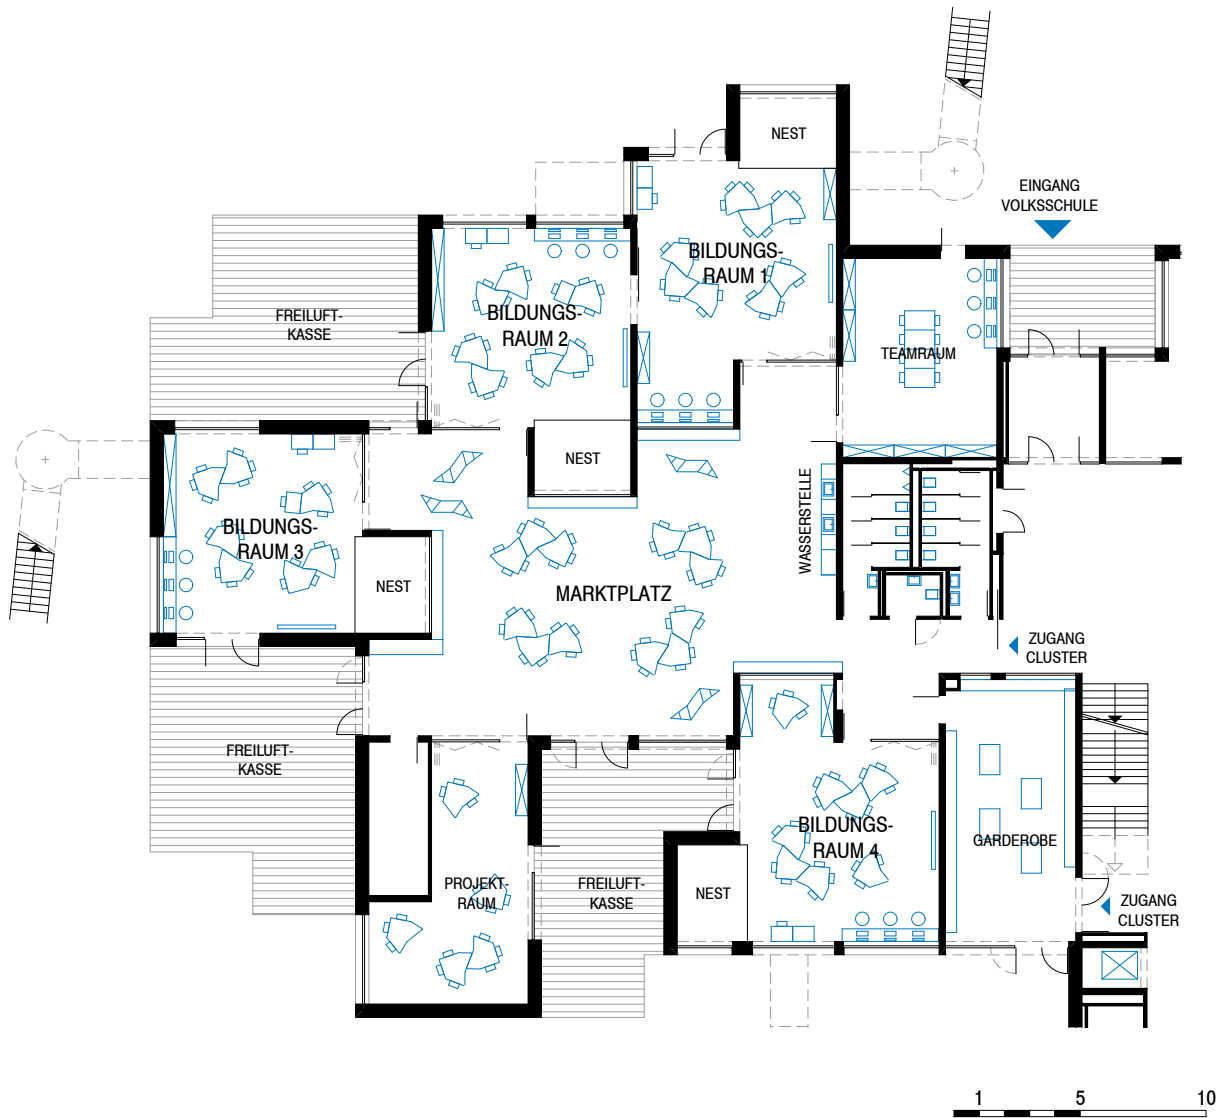 NEST
EINGANG
VOLKSSCHULE
BILDUNGS-
RAUM 1
BILDUNGS-
RAUM 2
FREILUFT-
KASSE
TEAMRAUM
NEST
WASSERSTELLE
BILDUNGS-
RAUM 3
NEST
MARKTPLATZ
ZUGANG
CLUSTER
FREILUFT-
KASSE
BILDUNGS-
RAUM 4
GARDEROBE
PROJEKT-
RAUM
FREILUFT-
KASSE
NEST
ZUGANG
CLUSTER
1 5 10